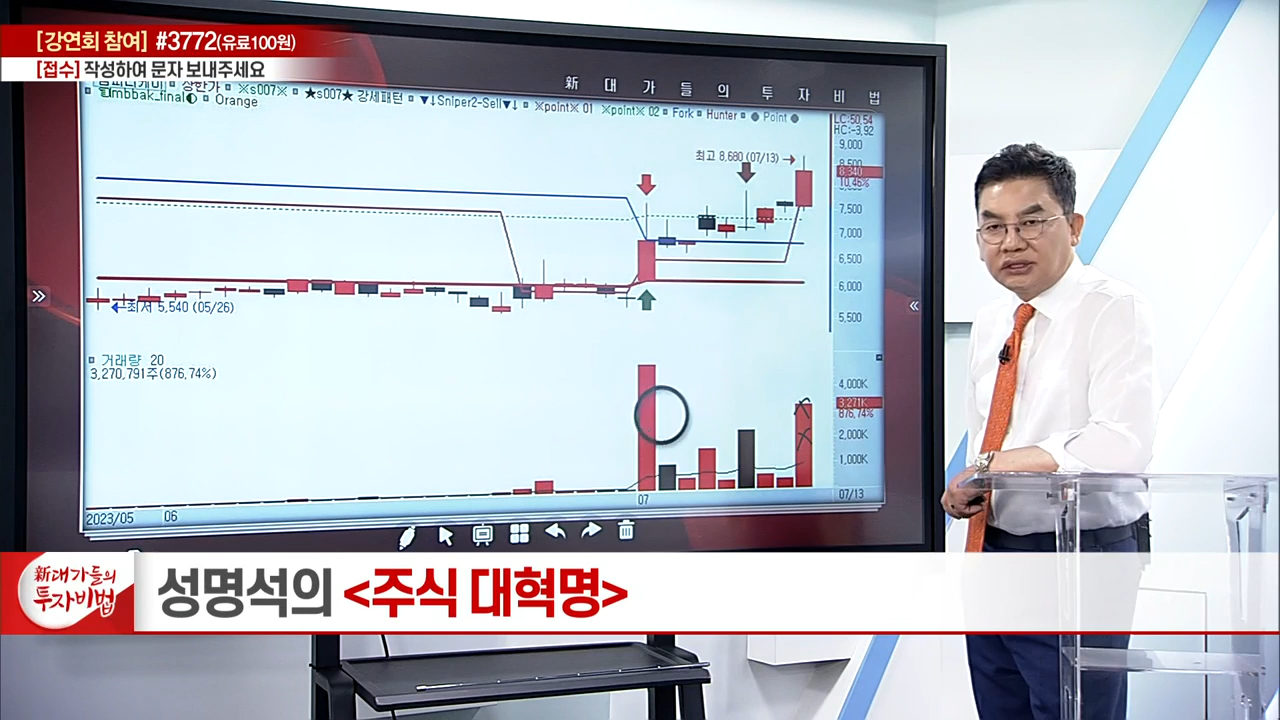 [강연회 참여] #3772(유료100원)
[접수] 작성하여 문자 보내주세요
新 대 가 들 의 투 자 비 법
상한가 ※s007※ ★s007★ 강세패턴 ▼↓Sniper2-Sell▼↓ ※point※ 01 ※point※ 02 Fork Hunter ● Point ●
mbbak_final Orange
LC:50.54
HC:-3.92
9,000
8,500
8,340
10.46%
7,500
7,000
6,500
6,000
5,500
최고 8,680 (07/13) →
←최저 5,540 (05/26)
거래량 20
3,270,791주(876.74%)
4,000K
3,271K
876.74%
2,000K
1,000K
2023/05 06 07 07/13
新대가들의
투자비법
성명석의 <주식 대혁명>